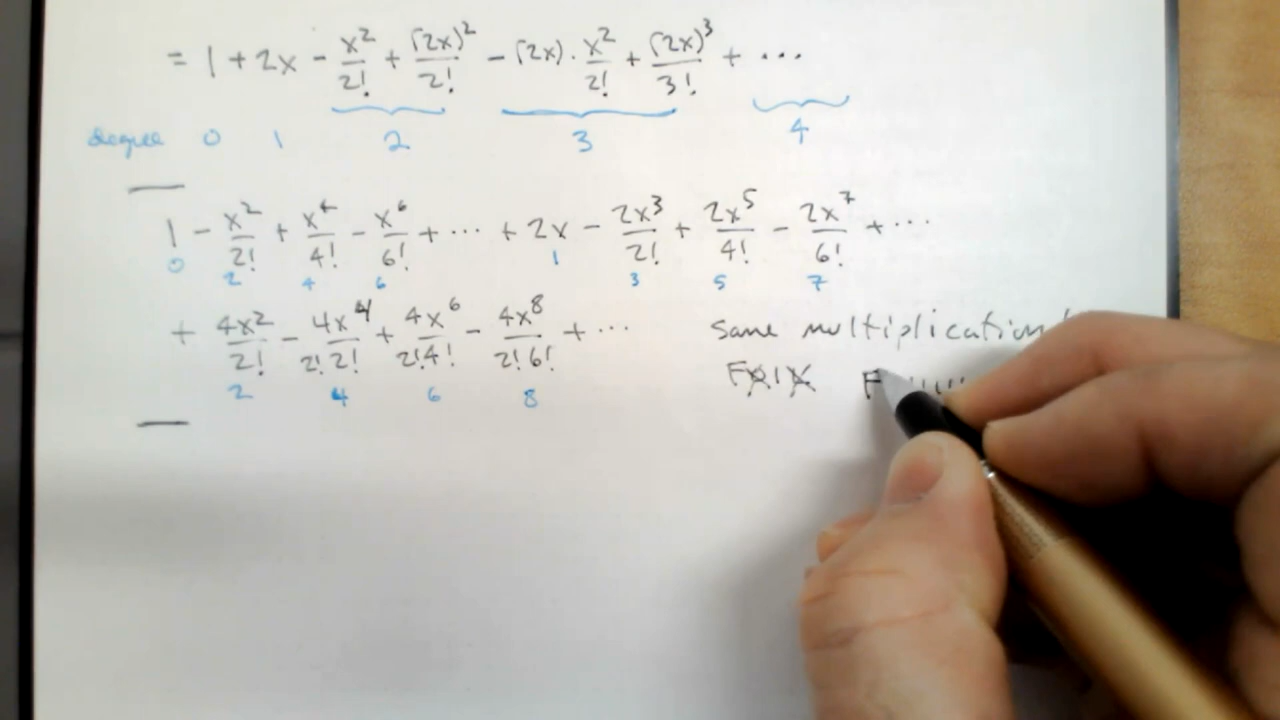 = 1 + 2x - x²/2! + (2x)²/2! - (2x) · x²/2! + (2x)³/3! + ···
degree 0 1 2 3 4
1 - x²/2! + x⁴/4! - x⁶/6! + ··· + 2x - 2x³/2! + 2x⁵/4! - 2x⁷/6! + ···
0 2 4 6 1 3 5 7
+ 4x²/2! - 4x⁴/2!2! + 4x⁶/2!4! - 4x⁸/2!6! + ···
2 4 6 8
same multiplication
FOIL